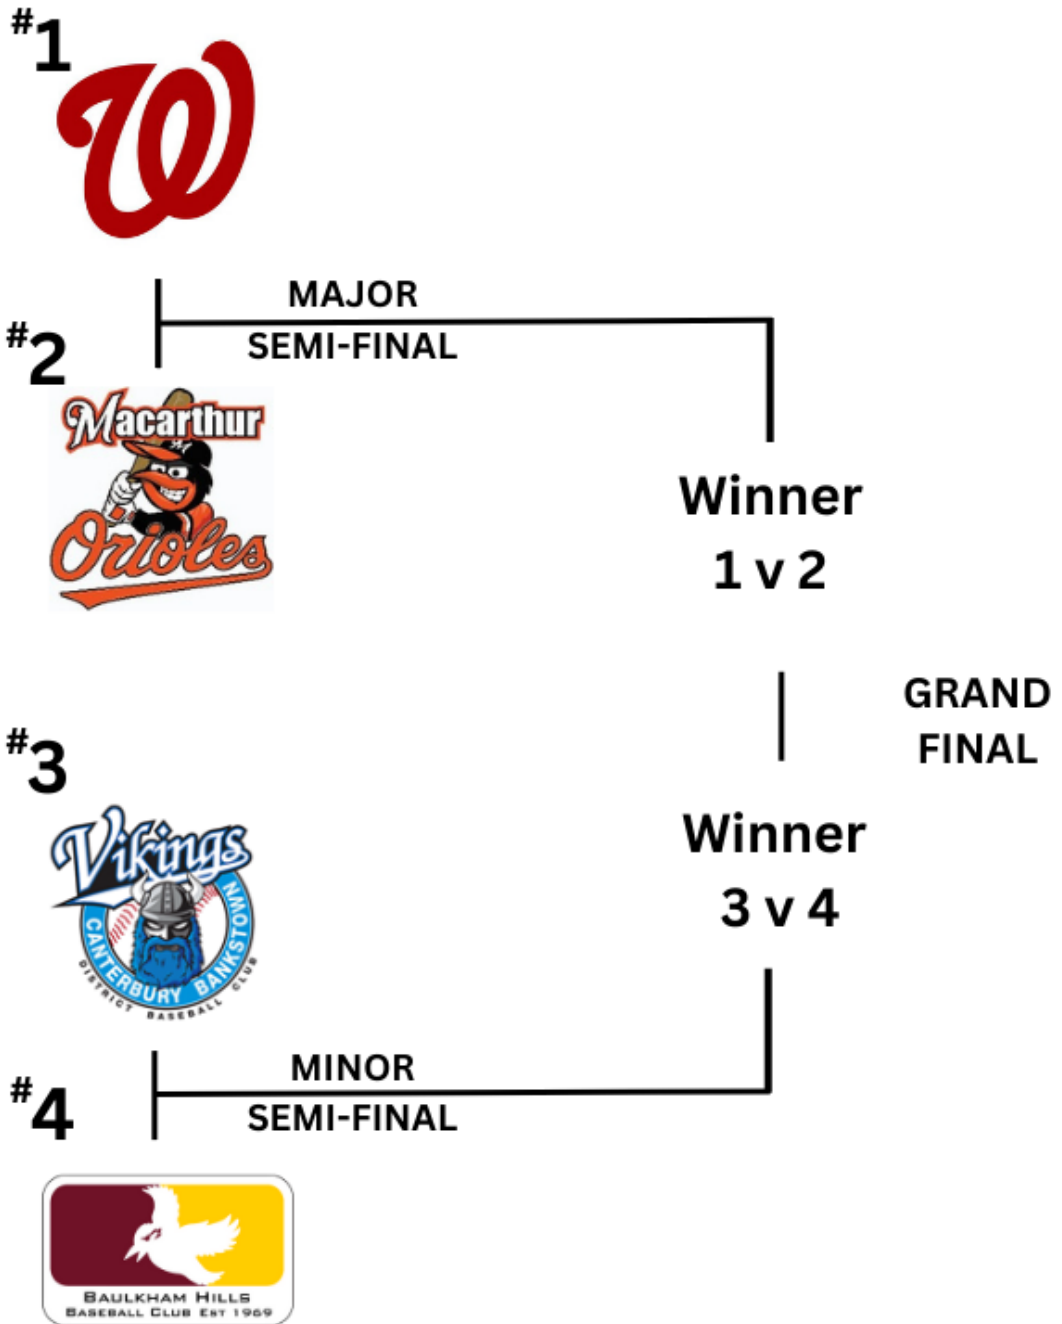 #1
W
MAJOR
SEMI-FINAL
#2
Macarthur
M
Orioles
Winner
1 v 2
GRAND
FINAL
#3
Vikings
CANTERBURY BANKSTOWN
DISTRICT BASEBALL CLUB
Winner
3 v 4
MINOR
SEMI-FINAL
#4
BAULKHAM HILLS
BASEBALL CLUB EST 1969